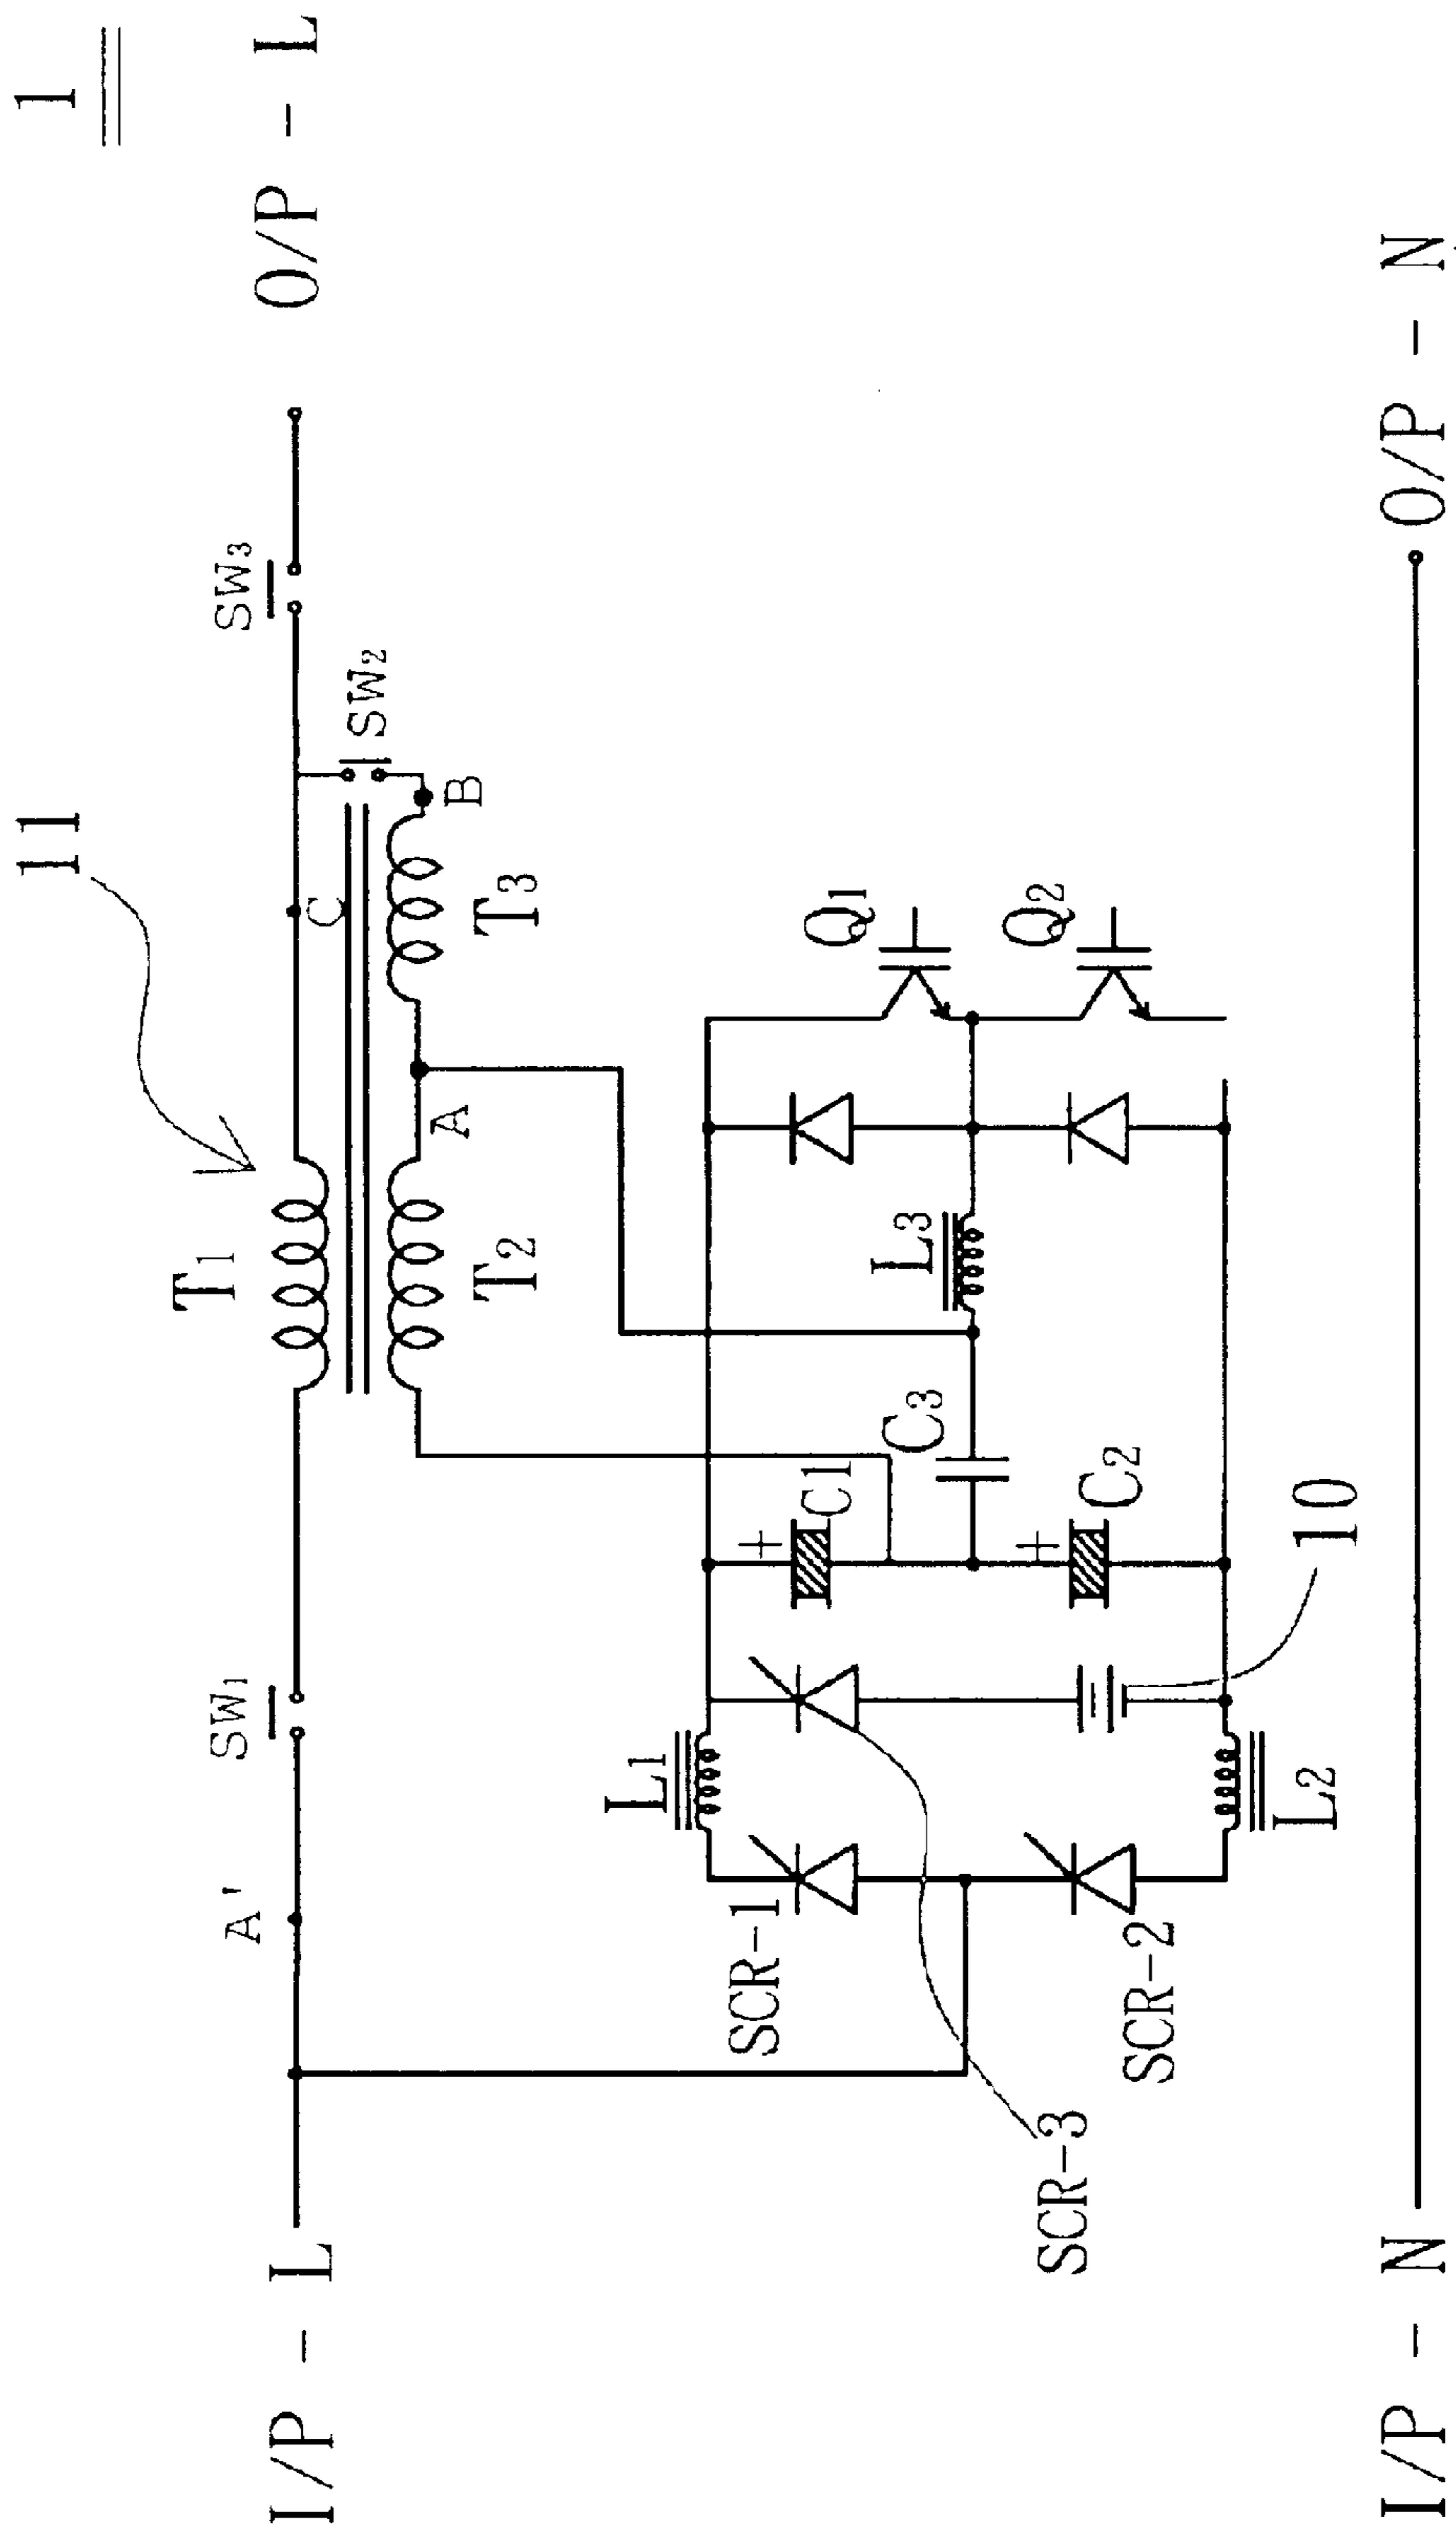 1
I/P - L
O/P - L
A'
SW1
T1
11
C
SW3
SW2
T2
A
T3
B
L1
SCR-1
C1
C3
L3
Q1
Q2
SCR-2
SCR-3
L2
+
+
C2
10
I/P - N
O/P - N